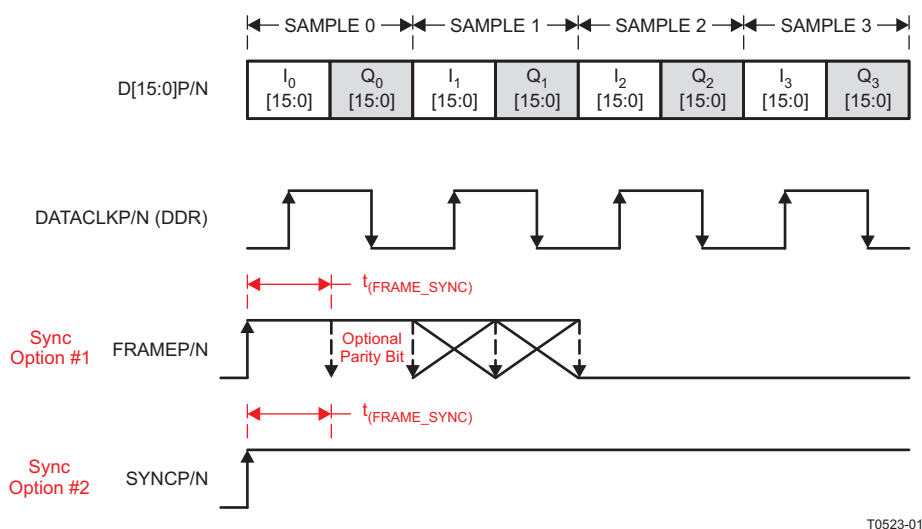 SAMPLE 0 SAMPLE 1 SAMPLE 2 SAMPLE 3
D[15:0]P/N
I0 Q0 I1 Q1 I2 Q2 I3 Q3
[15:0] [15:0] [15:0] [15:0] [15:0] [15:0] [15:0] [15:0]
DATACLKP/N (DDR)
t(FRAME_SYNC)
Sync
Option #1
FRAMEP/N
Optional
Parity Bit
t(FRAME_SYNC)
Sync
Option #2
SYNCP/N
T0523-01